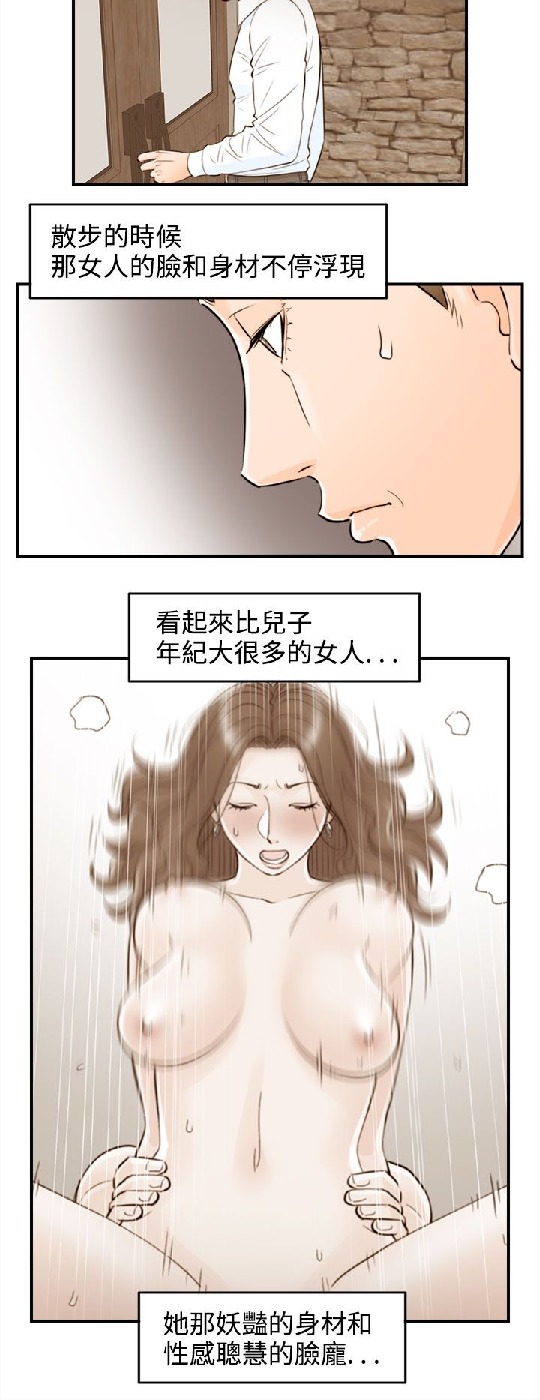 散步的時候
那女人的臉和身材不停浮現
看起來比兒子
年紀大很多的女人...
她那妖豔的身材和
性感聰慧的臉龐...